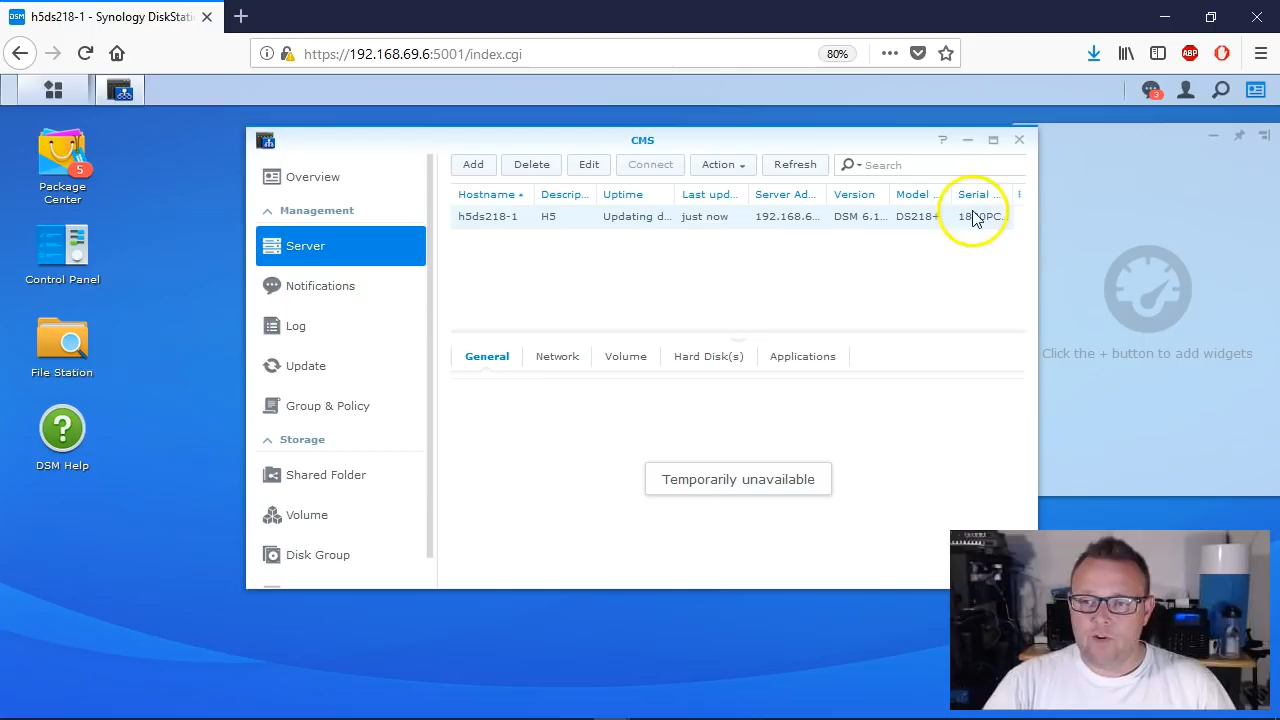 h5ds218-1 - Synology DiskStati
https://192.168.69.6:5001/index.cgi
80%
ABP
3
CMS
Package
Center
5
Control Panel
File Station
DSM Help
Overview
Management
Server
Notifications
Log
Update
Group & Policy
Storage
Shared Folder
Volume
Disk Group
Add Delete Edit Connect Action Refresh Search
Hostname Descrip... Uptime Last upd... Server Ad... Version Model ... Serial ...
h5ds218-1 H5 Updating d... just now 192.168.6... DSM 6.1... DS218+
General Network Volume Hard Disk(s) Applications
Temporarily unavailable
Click the + button to add widgets